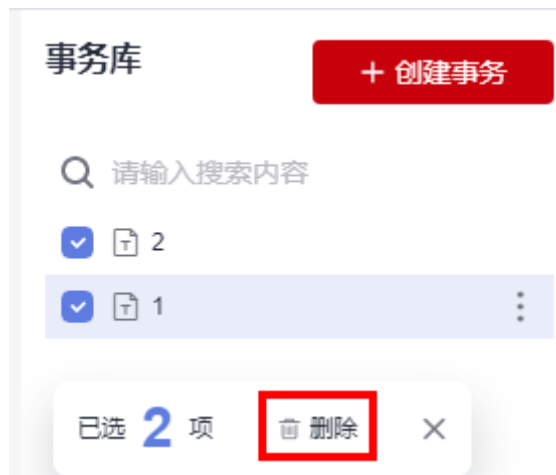 事务库
+ 创建事务
请输入搜索内容
2
1
已选 2 项 删除